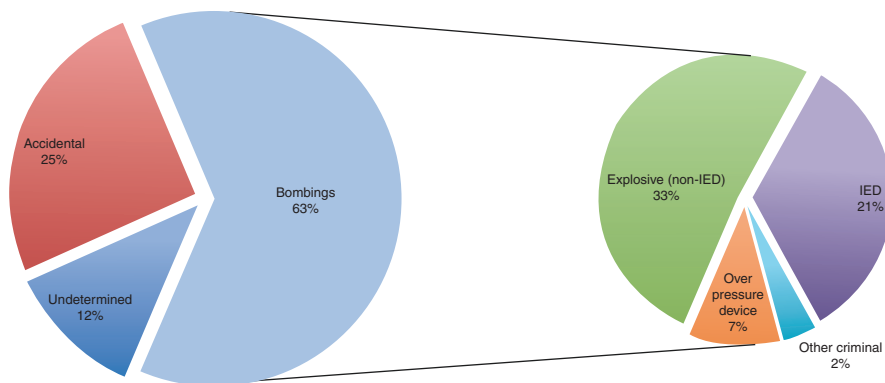 Accidental
25%
Bombings
63%
Undetermined
12%
Explosive (non-IED)
33%
IED
21%
Over
pressure
device
7%
Other criminal
2%